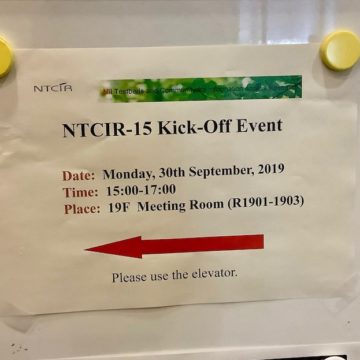 NTCIR
NTCIR-15 Kick-Off Event
Date: Monday, 30th September, 2019
Time: 15:00-17:00
Place: 19F Meeting Room (R1901-1903)
Please use the elevator.